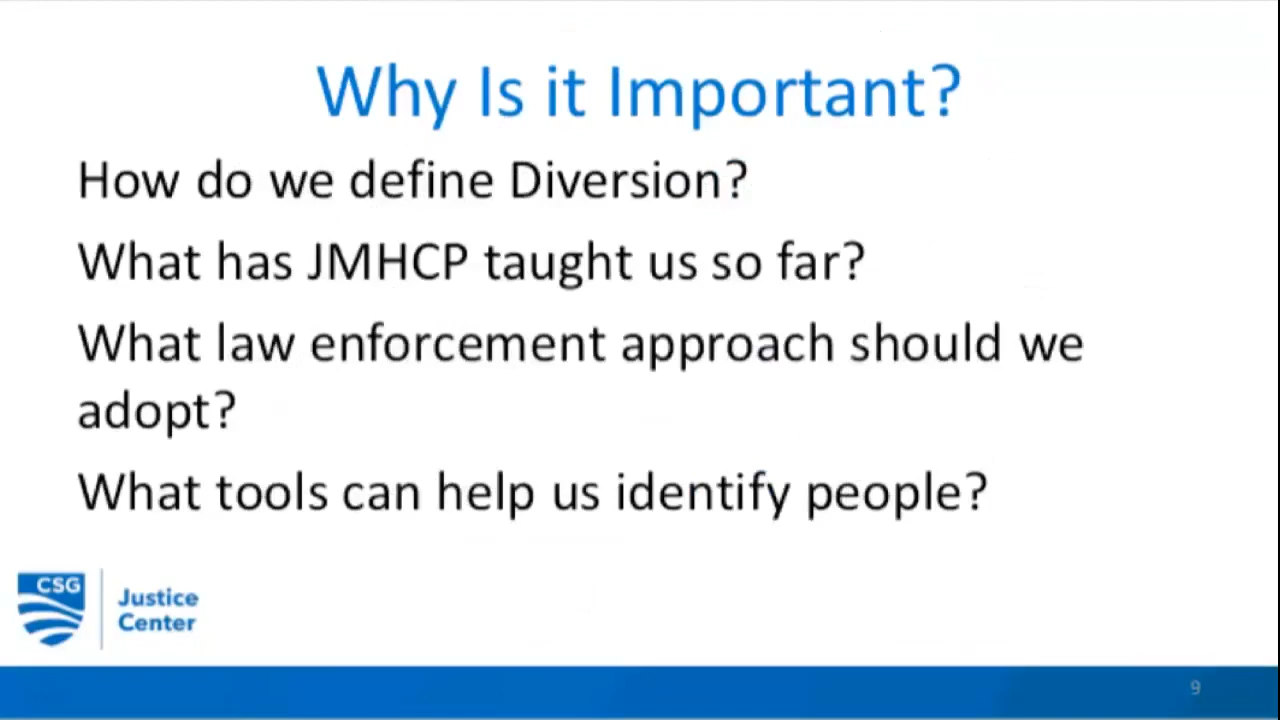 Why Is it Important?
How do we define Diversion?
What has JMHCP taught us so far?
What law enforcement approach should we
adopt?
What tools can help us identify people?
CSG
Justice
Center
9